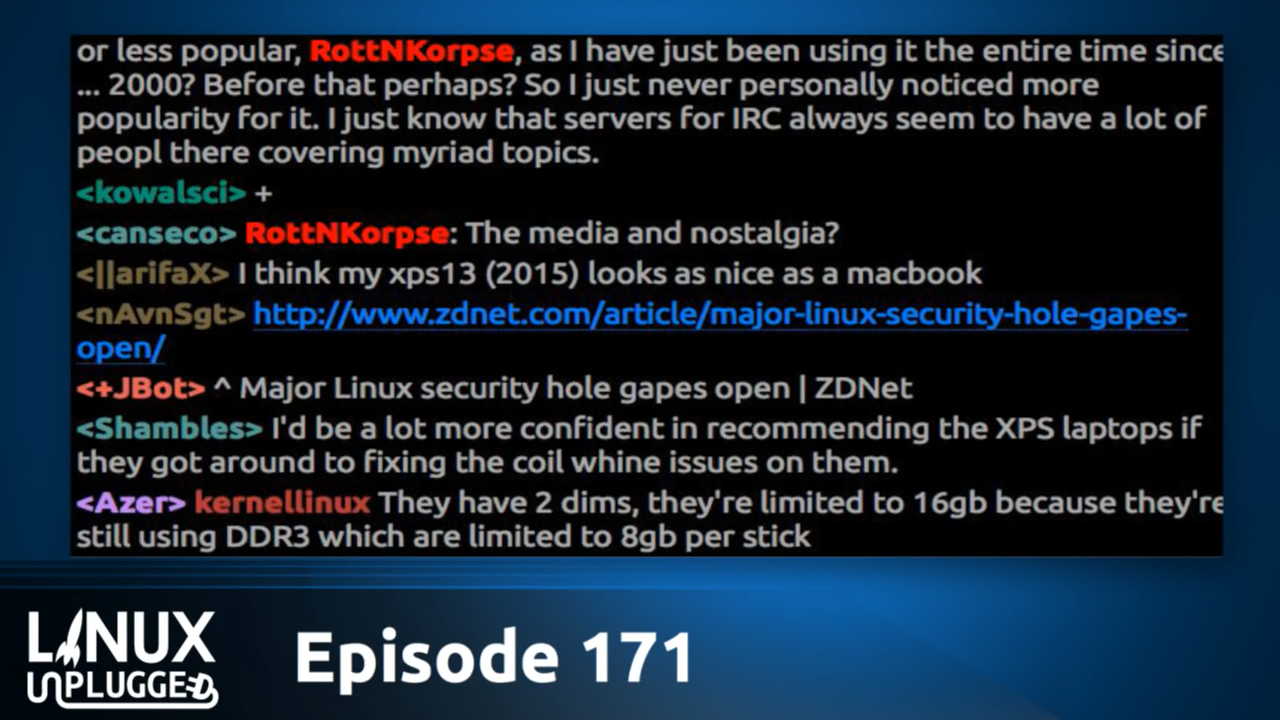 or less popular, RottNKorpse, as I have just been using it the entire time since
... 2000? Before that perhaps? So I just never personally noticed more
popularity for it. I just know that servers for IRC always seem to have a lot of
peopl there covering myriad topics.
<kowalsci> +
<canseco> RottNKorpse: The media and nostalgia?
<||arifaX> I think my xps13 (2015) looks as nice as a macbook
<nAvnSgt> http://www.zdnet.com/article/major-linux-security-hole-gapes-
open/
<+JBot> ^ Major Linux security hole gapes open | ZDNet
<Shambles> I'd be a lot more confident in recommending the XPS laptops if
they got around to fixing the coil whine issues on them.
<Azer> kernellinux They have 2 dims, they're limited to 16gb because they're
still using DDR3 which are limited to 8gb per stick
LINUX
UNPLUGGED
Episode 171